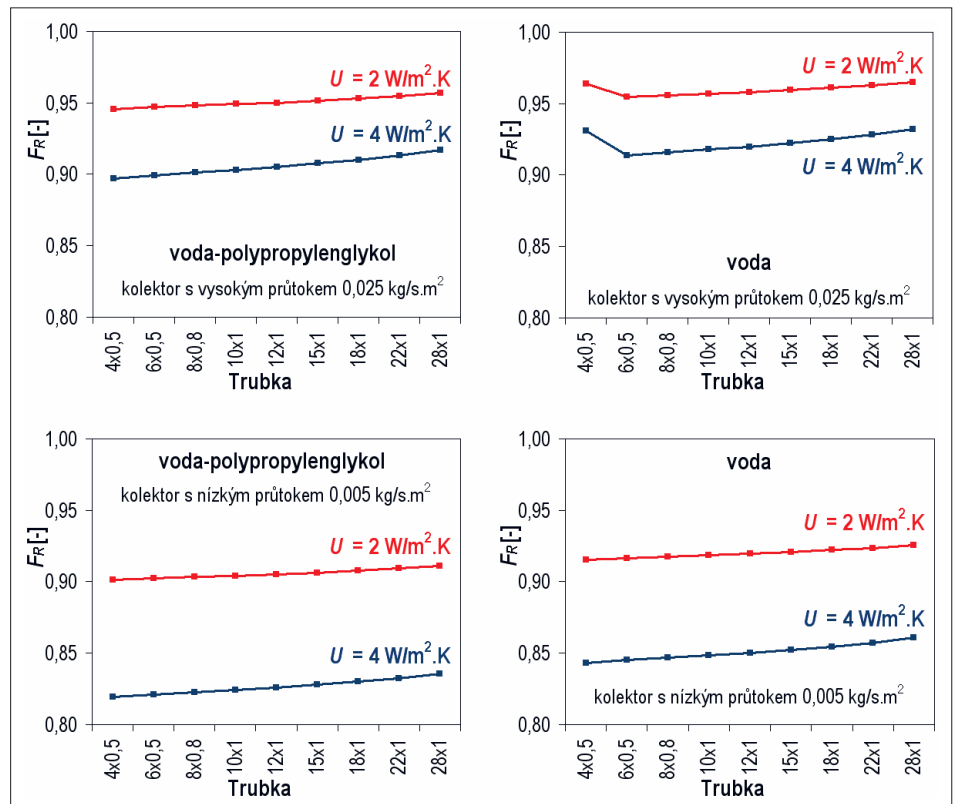 1,00
0,95
0,90
0,85
0,80
F_R [-]
U = 2 W/m².K
U = 4 W/m².K
voda-polypropylenglykol
kolektor s vysokým průtokem 0,025 kg/s.m²
4x0,5
6x0,5
8x0,8
10x1
12x1
15x1
18x1
22x1
28x1
Trubka
1,00
0,95
0,90
0,85
0,80
F_R [-]
U = 2 W/m².K
U = 4 W/m².K
voda
kolektor s vysokým průtokem 0,025 kg/s.m²
4x0,5
6x0,5
8x0,8
10x1
12x1
15x1
18x1
22x1
28x1
Trubka
1,00
0,95
0,90
0,85
0,80
F_R [-]
voda-polypropylenglykol
kolektor s nízkým průtokem 0,005 kg/s.m²
U = 2 W/m².K
U = 4 W/m².K
4x0,5
6x0,5
8x0,8
10x1
12x1
15x1
18x1
22x1
28x1
Trubka
1,00
0,95
0,90
0,85
0,80
F_R [-]
voda
U = 2 W/m².K
U = 4 W/m².K
kolektor s nízkým průtokem 0,005 kg/s.m²
4x0,5
6x0,5
8x0,8
10x1
12x1
15x1
18x1
22x1
28x1
Trubka